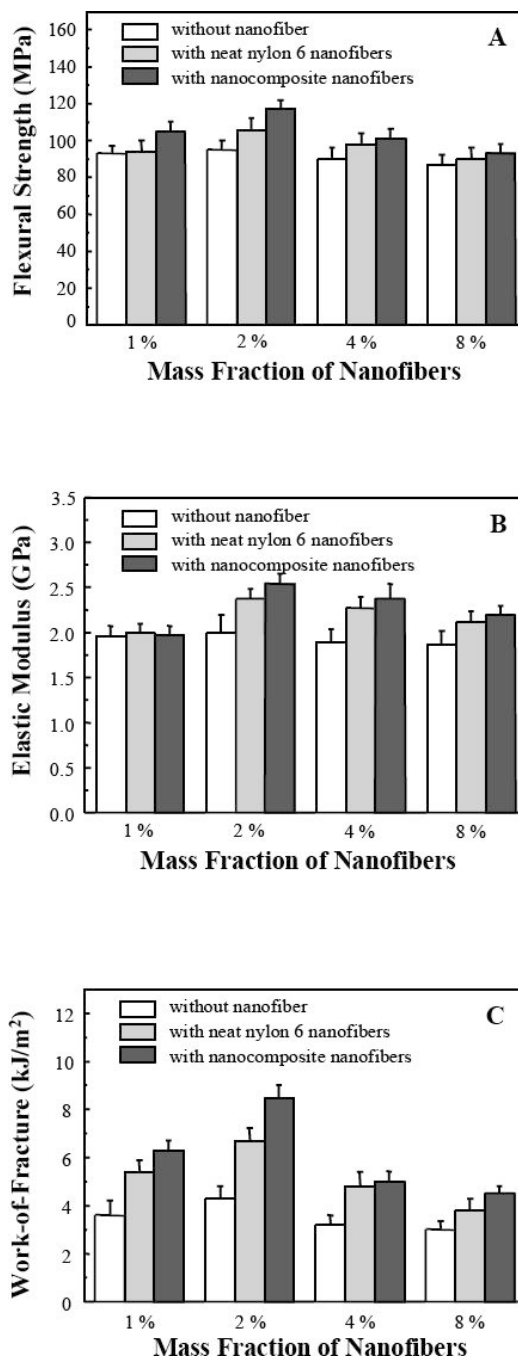 A
without nanofiber
with neat nylon 6 nanofibers
with nanocomposite nanofibers
Flexural Strength (MPa)
160
140
120
100
80
60
40
20
0
1 %
2 %
4 %
8 %
Mass Fraction of Nanofibers
B
without nanofiber
with neat nylon 6 nanofibers
with nanocomposite nanofibers
Elastic Modulus (GPa)
3.5
3.0
2.5
2.0
1.5
1.0
0.5
0.0
1 %
2 %
4 %
8 %
Mass Fraction of Nanofibers
C
without nanofiber
with neat nylon 6 nanofibers
with nanocomposite nanofibers
Work-of-Fracture (kJ/m²)
12
10
8
6
4
2
0
1 %
2 %
4 %
8 %
Mass Fraction of Nanofibers